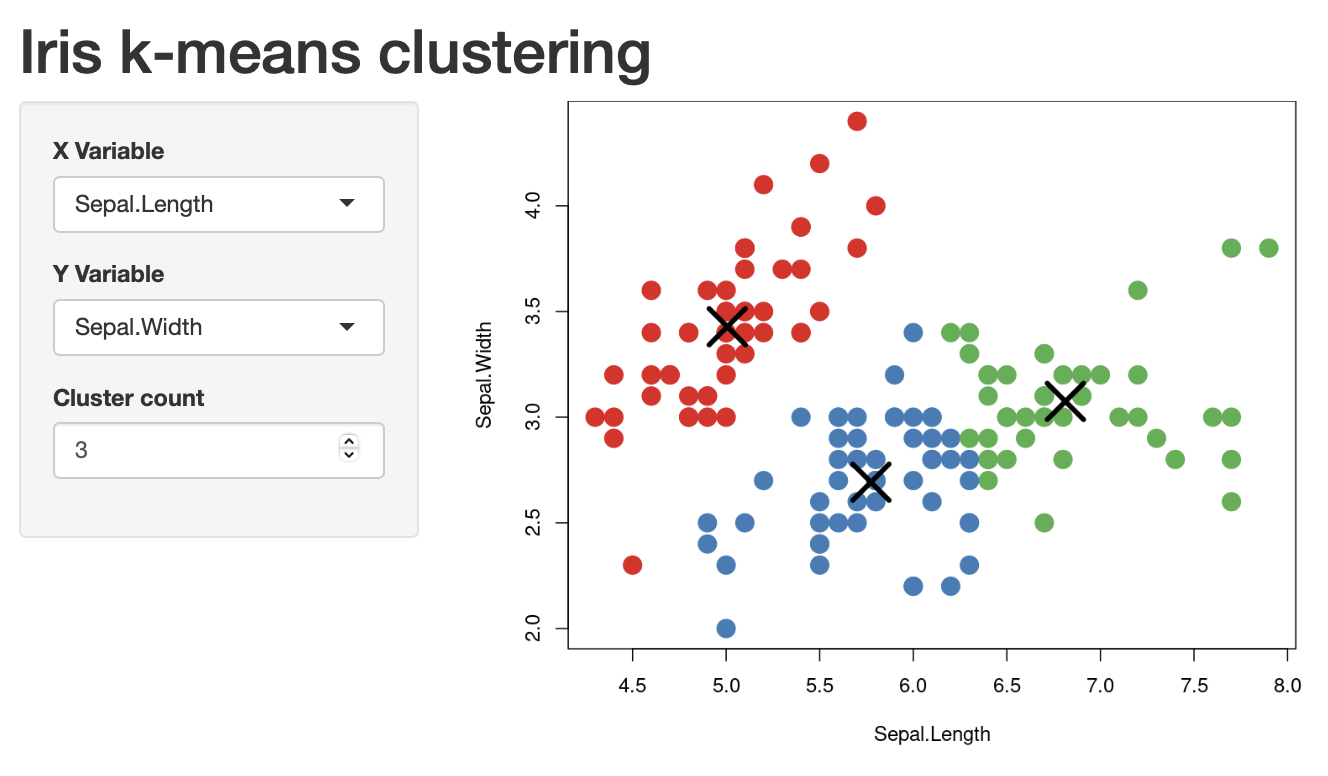 Iris k-means clustering
X Variable
Sepal.Length
Y Variable
Sepal.Width
Cluster count
3
Sepal.Width
4.0
3.5
3.0
2.5
2.0
4.5 5.0 5.5 6.0 6.5 7.0 7.5 8.0
Sepal.Length